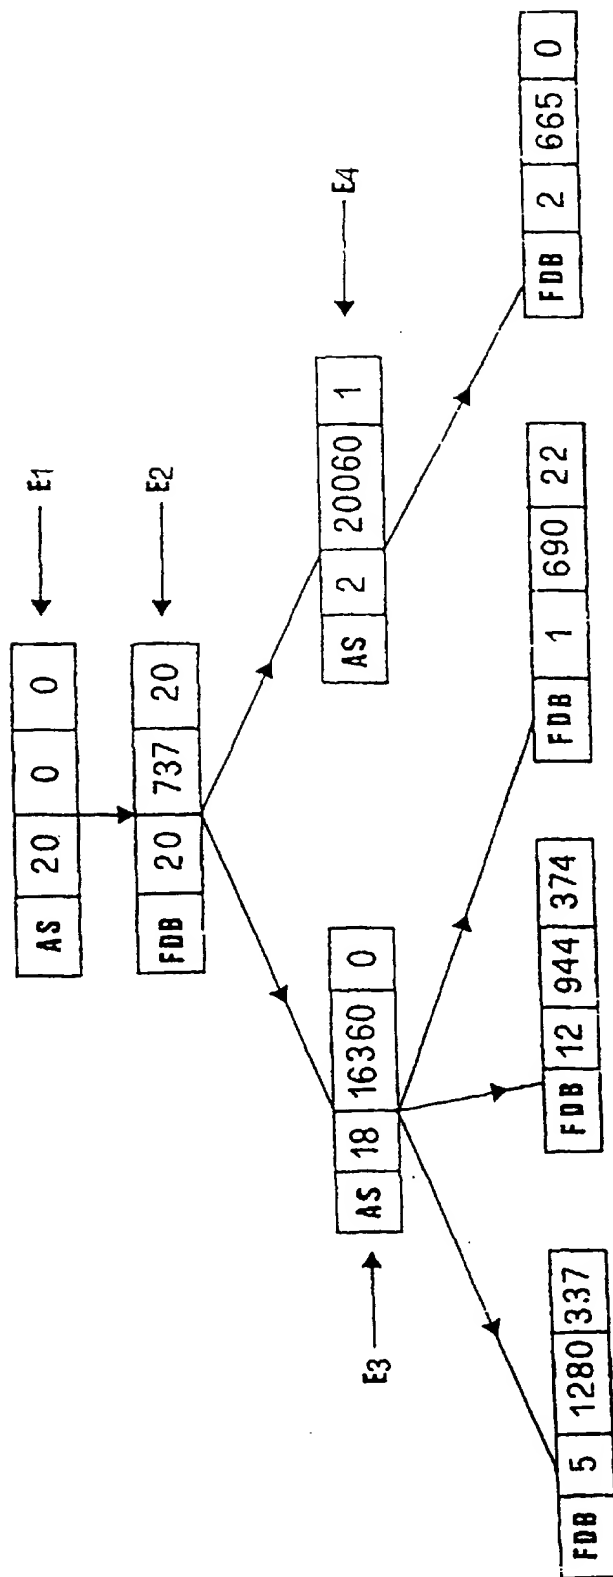 AS 20 0 0
E1
FDB 20 737 20
E2
AS 18 16360 0
E3
AS 2 20060 1
E4
FDB 5 1280 337
FDB 12 944 374
FDB 1 690 22
FDB 2 665 0